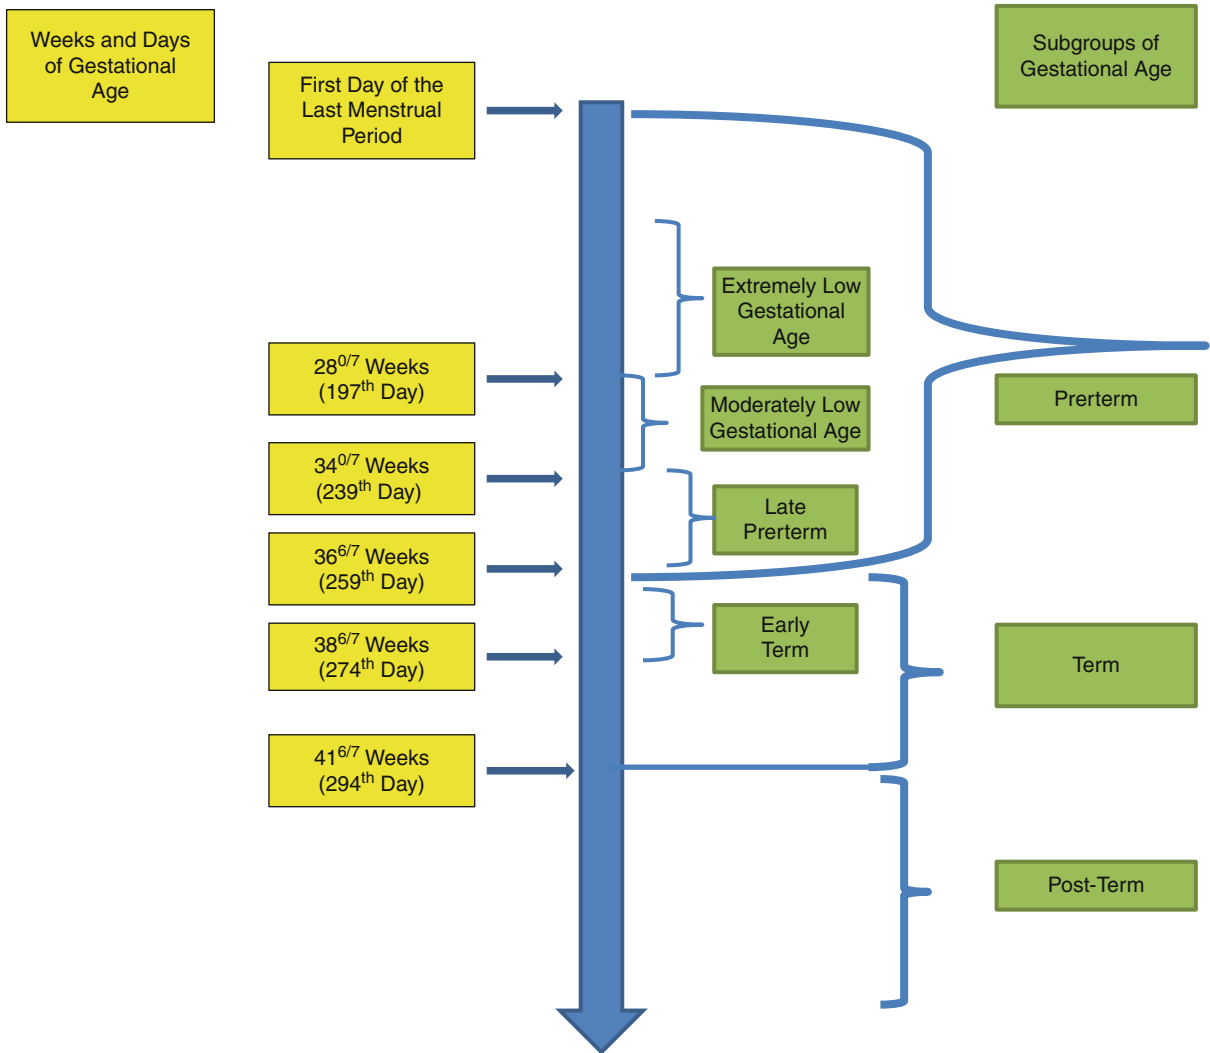 Weeks and Days
of Gestational
Age
Subgroups of
Gestational Age
First Day of the
Last Menstrual
Period
Extremely Low
Gestational
Age
28^0/7 Weeks
(197^th Day)
Moderately Low
Gestational Age
Prerterm
34^0/7 Weeks
(239^th Day)
Late
Prerterm
36^6/7 Weeks
(259^th Day)
Early
Term
38^6/7 Weeks
(274^th Day)
Term
41^6/7 Weeks
(294^th Day)
Post-Term